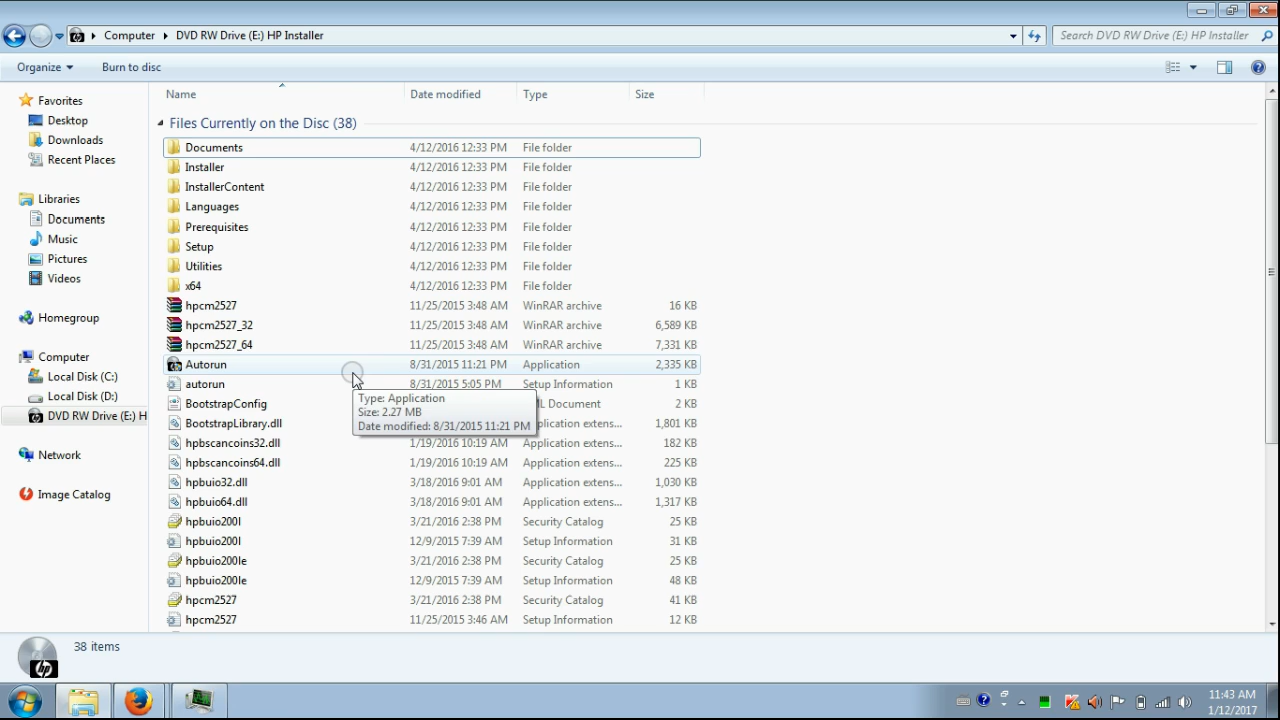 Computer ▸ DVD RW Drive (E:) HP Installer
Search DVD RW Drive (E:) HP Installer
Organize Burn to disc
Name Date modified Type Size
Files Currently on the Disc (38)
Documents 4/12/2016 12:33 PM File folder
Installer 4/12/2016 12:33 PM File folder
InstallerContent 4/12/2016 12:33 PM File folder
Languages 4/12/2016 12:33 PM File folder
Prerequisites 4/12/2016 12:33 PM File folder
Setup 4/12/2016 12:33 PM File folder
Utilities 4/12/2016 12:33 PM File folder
x64 4/12/2016 12:33 PM File folder
hpcm2527 11/25/2015 3:48 AM WinRAR archive 16 KB
hpcm2527_32 11/25/2015 3:48 AM WinRAR archive 6,589 KB
hpcm2527_64 11/25/2015 3:48 AM WinRAR archive 7,331 KB
Autorun 8/31/2015 11:21 PM Application 2,335 KB
autorun 8/31/2015 5:05 PM Setup Information 1 KB
BootstrapConfig ML Document 2 KB
BootstrapLibrary.dll Application extens... 1,801 KB
hpbscancoins32.dll 1/19/2016 10:19 AM Application extens... 182 KB
hpbscancoins64.dll 1/19/2016 10:19 AM Application extens... 225 KB
hpbuio32.dll 3/18/2016 9:01 AM Application extens... 1,030 KB
hpbuio64.dll 3/18/2016 9:01 AM Application extens... 1,317 KB
hpbuio200l 3/21/2016 2:38 PM Security Catalog 25 KB
hpbuio200l 12/9/2015 7:39 AM Setup Information 31 KB
hpbuio200le 3/21/2016 2:38 PM Security Catalog 25 KB
hpbuio200le 12/9/2015 7:39 AM Setup Information 48 KB
hpcm2527 3/21/2016 2:38 PM Security Catalog 41 KB
hpcm2527 11/25/2015 3:46 AM Setup Information 12 KB
Type: Application
Size: 2.27 MB
Date modified: 8/31/2015 11:21 PM
Favorites
Desktop
Downloads
Recent Places
Libraries
Documents
Music
Pictures
Videos
Homegroup
Computer
Local Disk (C:)
Local Disk (D:)
DVD RW Drive (E:) H
Network
Image Catalog
38 items
hp
11:43 AM
1/12/2017